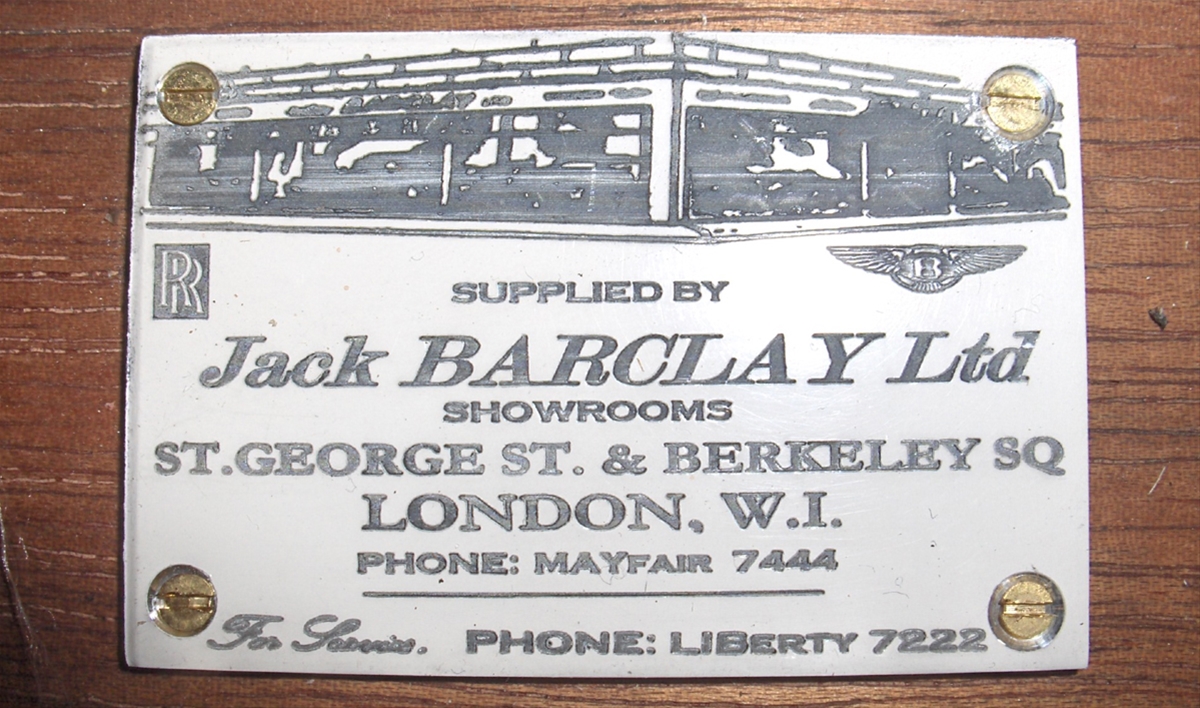 BARCLAY
RR
B
SUPPLIED BY
Jack BARCLAY Ltd
SHOWROOMS
ST. GEORGE ST. & BERKELEY SQ
LONDON, W.I.
PHONE: MAYFAIR 7444
For Service. PHONE: LIBERTY 7222